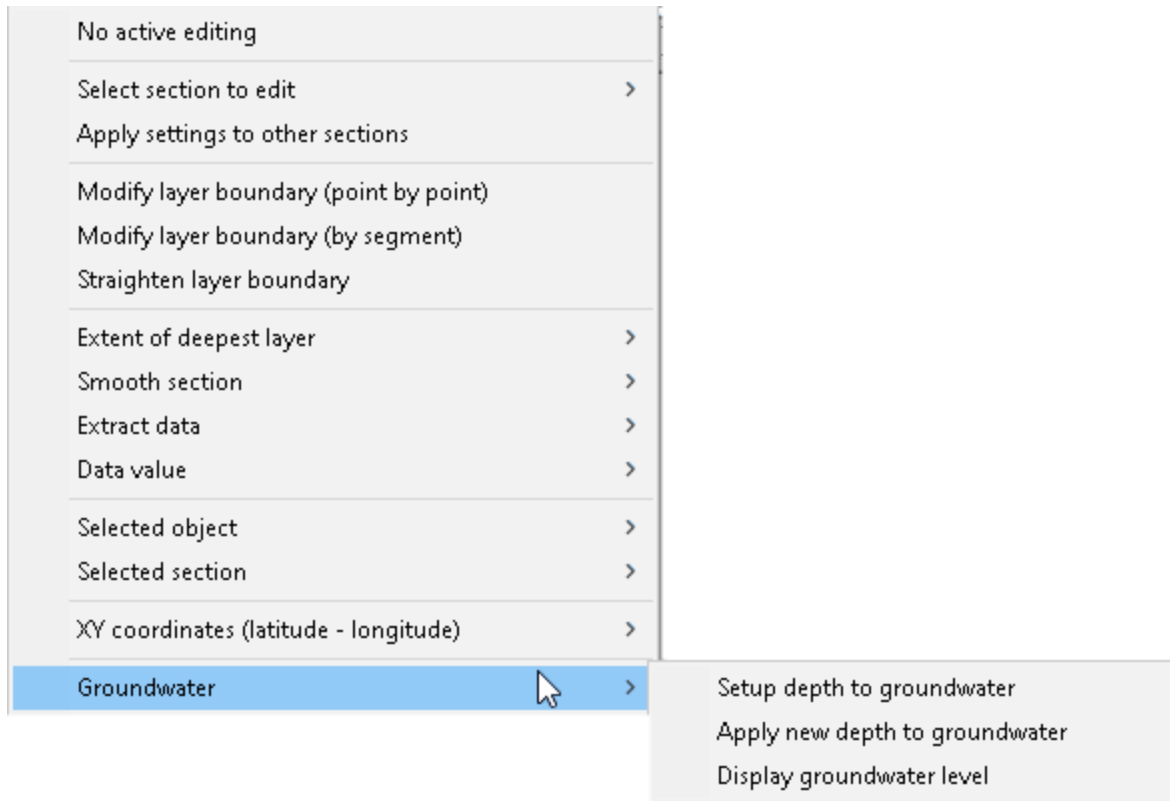 No active editing
Select section to edit
Apply settings to other sections
Modify layer boundary (point by point)
Modify layer boundary (by segment)
Straighten layer boundary
Extent of deepest layer
Smooth section
Extract data
Data value
Selected object
Selected section
XY coordinates (latitude - longitude)
Groundwater
Setup depth to groundwater
Apply new depth to groundwater
Display groundwater level